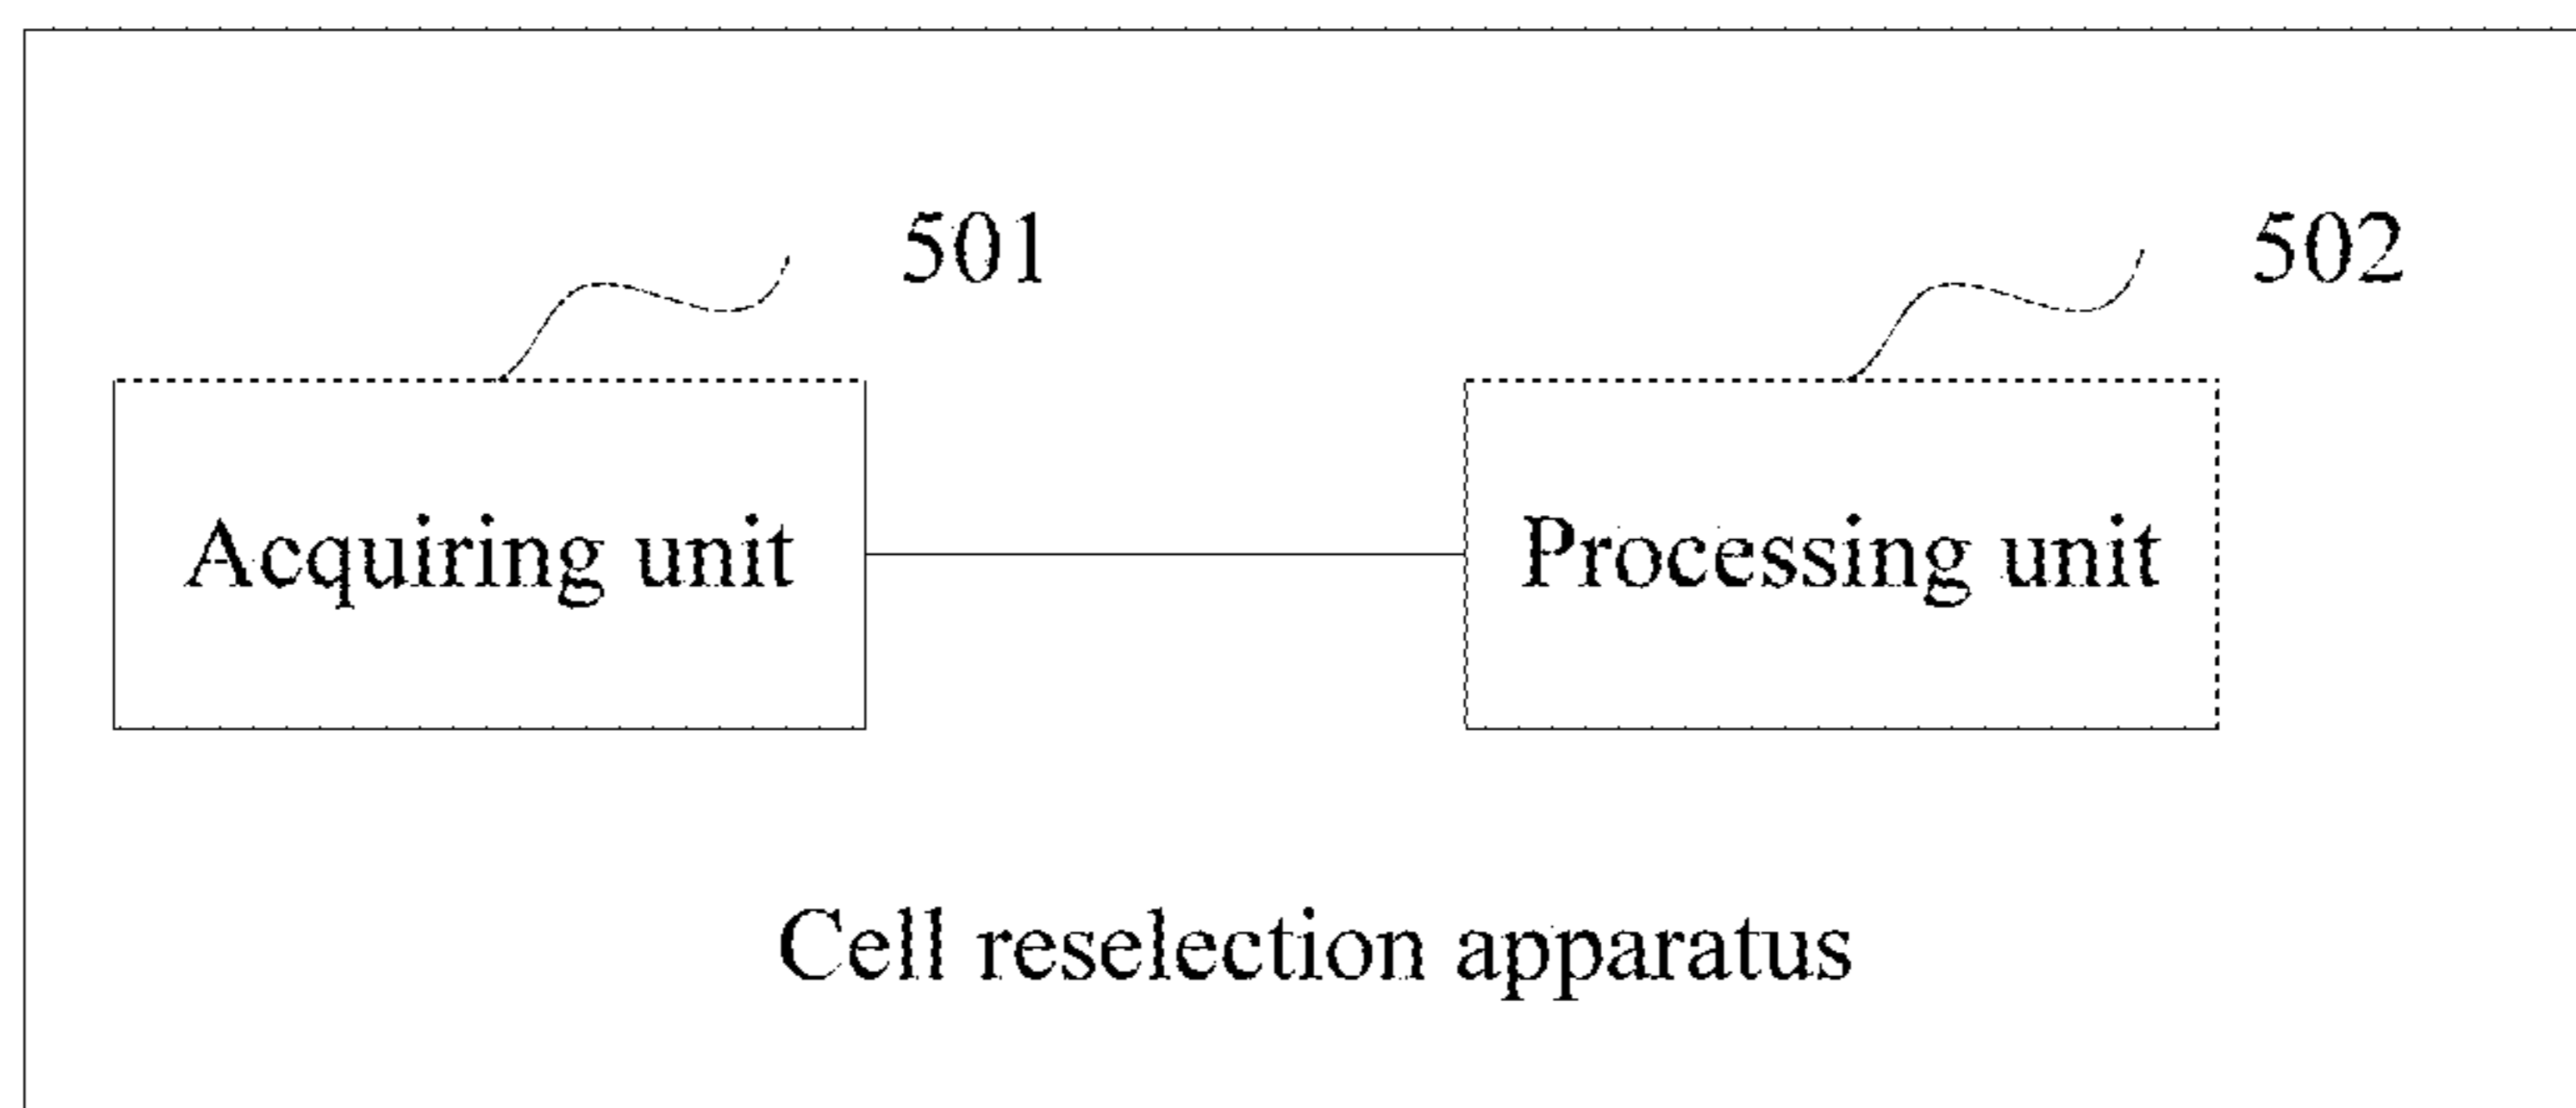 501
502
Acquiring unit
Processing unit
Cell reselection apparatus